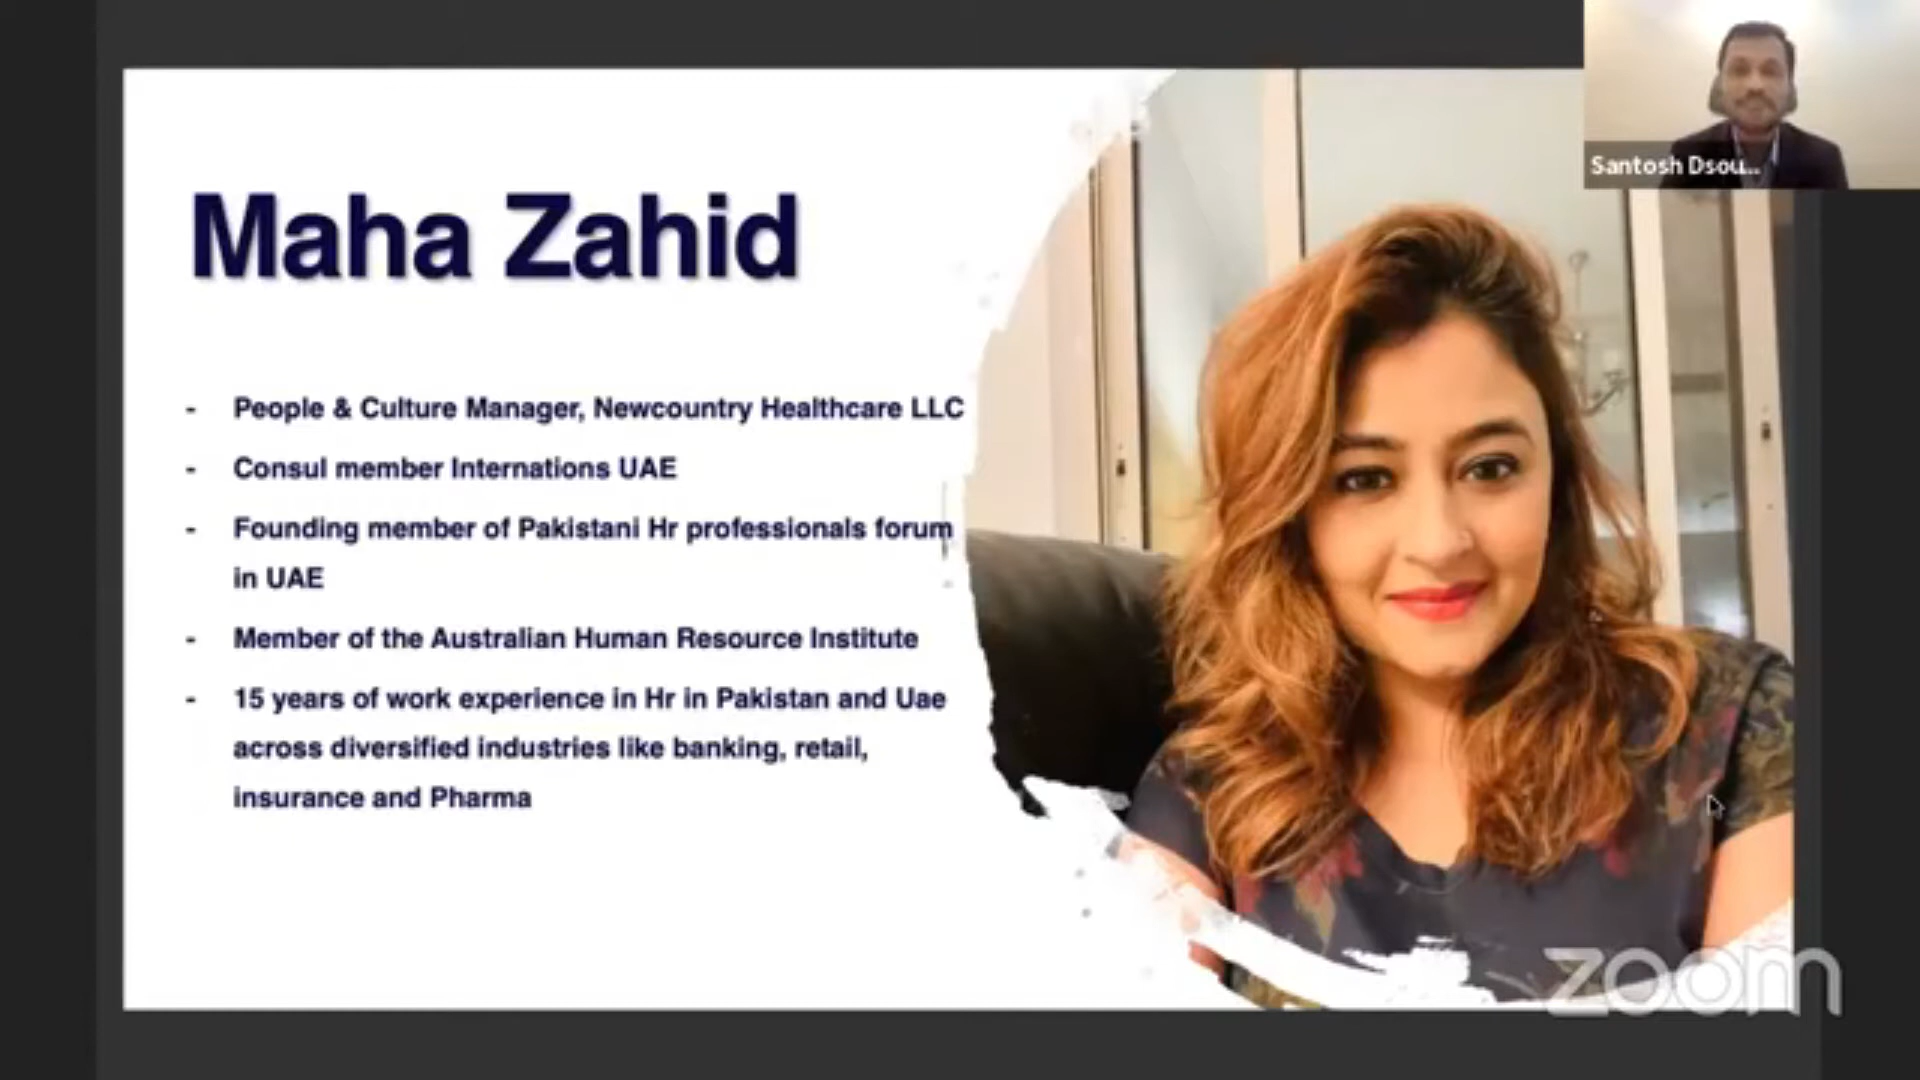 Santosh Dsou...
Maha Zahid
- People & Culture Manager, Newcountry Healthcare LLC
- Consul member Internations UAE
- Founding member of Pakistani Hr professionals forum
in UAE
- Member of the Australian Human Resource Institute
- 15 years of work experience in Hr in Pakistan and Uae
across diversified industries like banking, retail,
insurance and Pharma
zoom